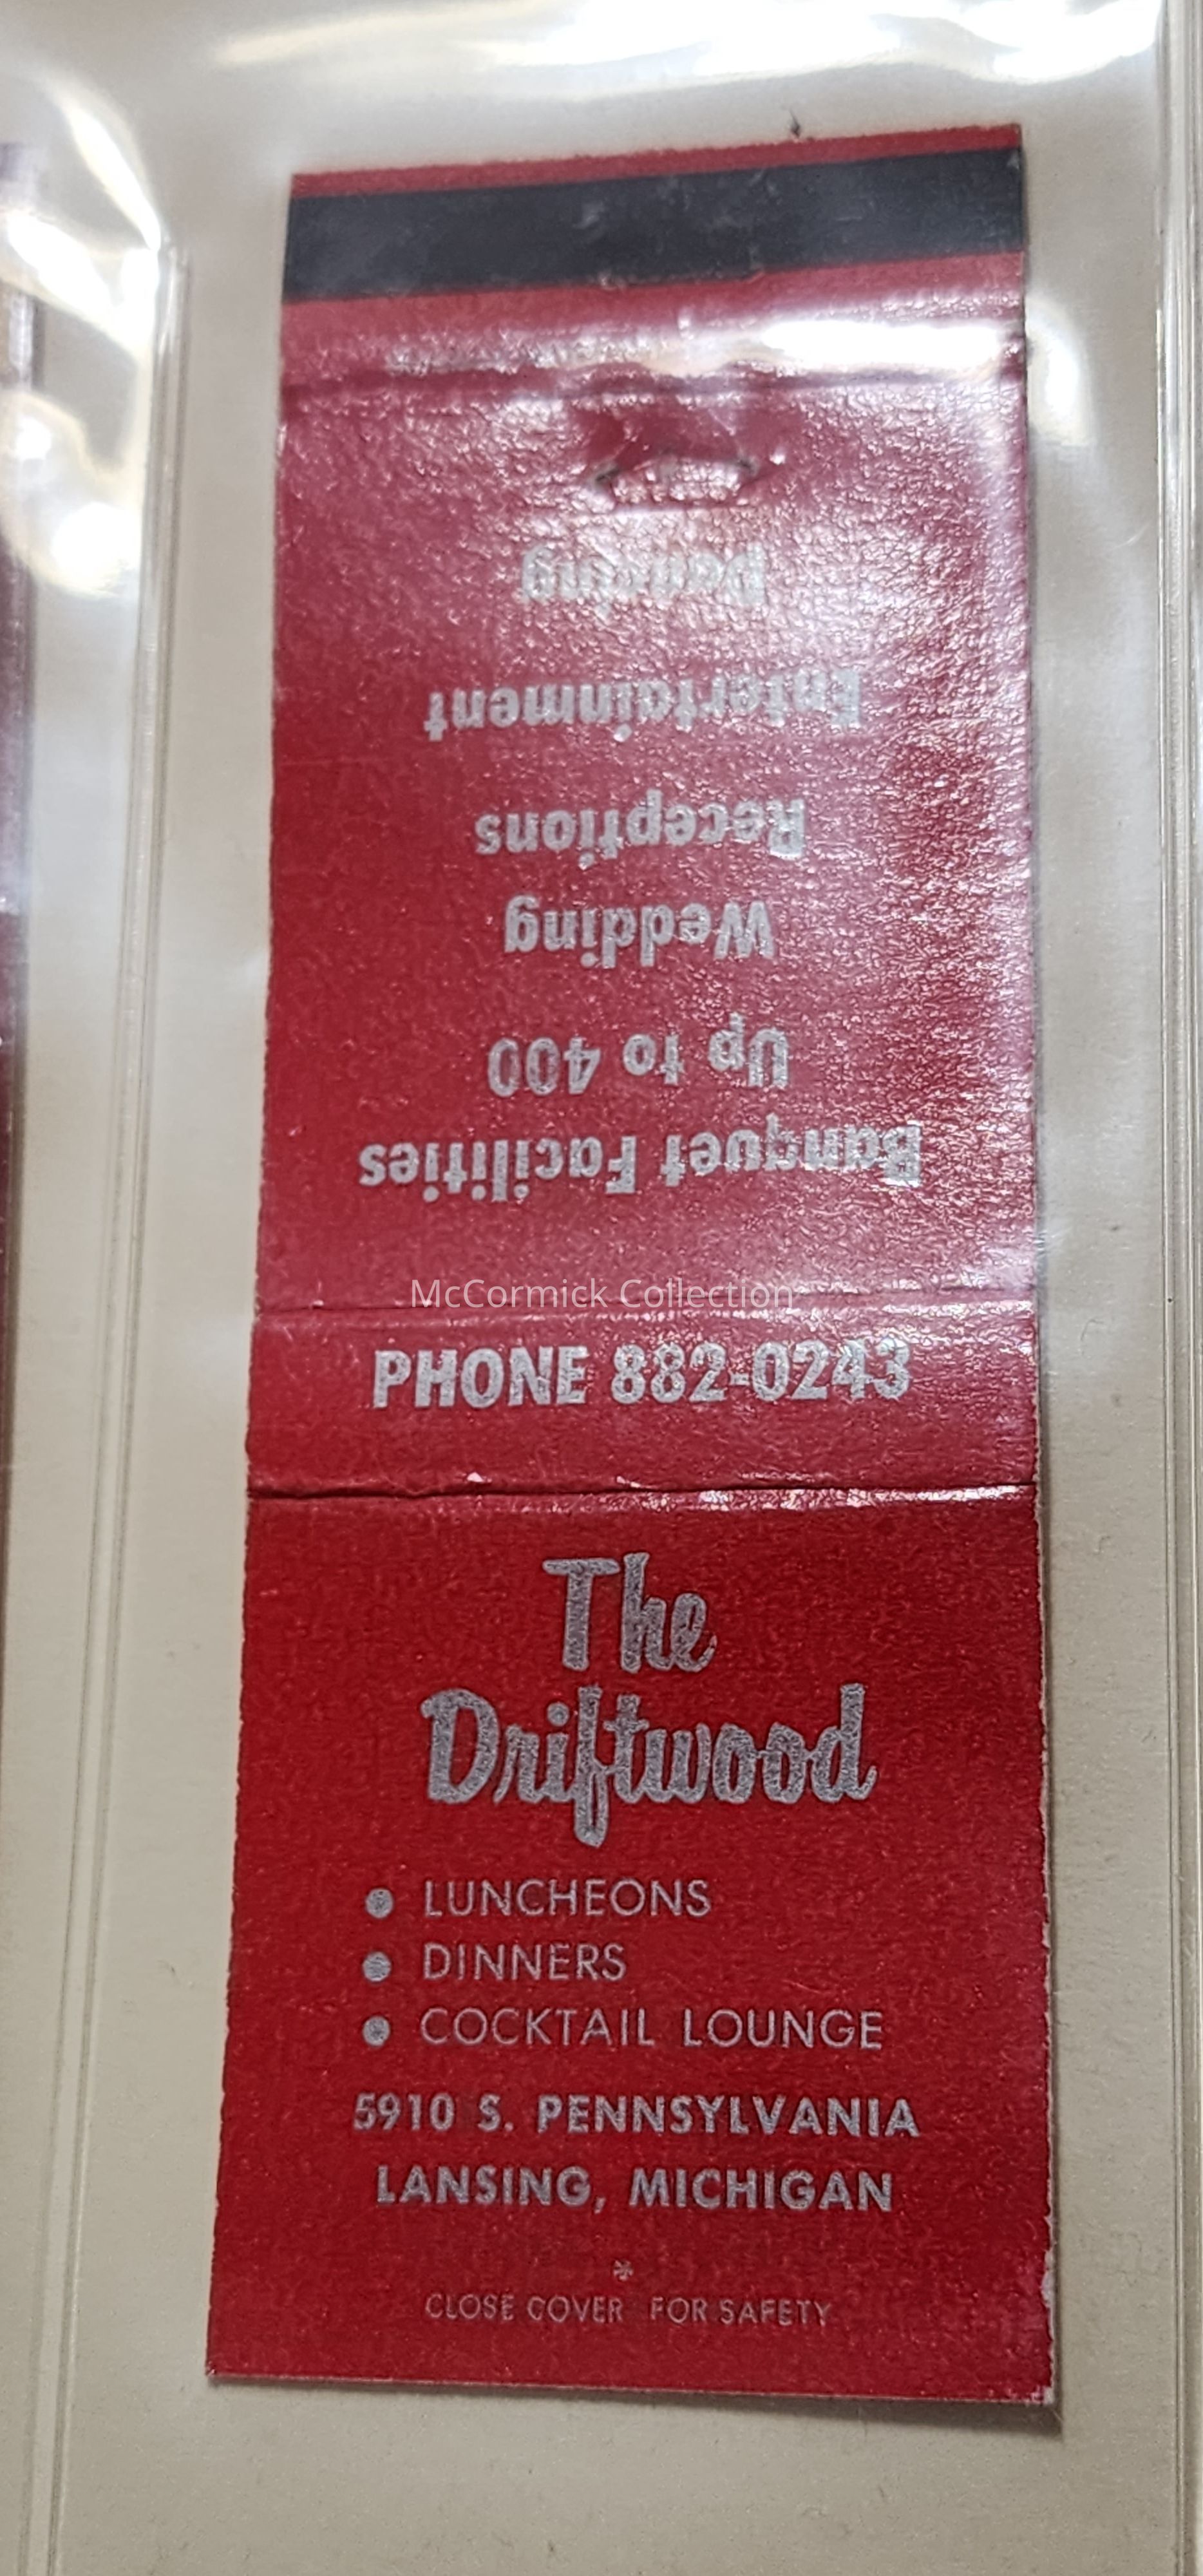 Banquet Facilities
Up to 400
Wedding
Receptions
Entertainment
Dancing
McCormick Collection
PHONE 882-0243
The
Driftwood
● LUNCHEONS
● DINNERS
● COCKTAIL LOUNGE
5910 S. PENNSYLVANIA
LANSING, MICHIGAN
*
CLOSE COVER FOR SAFETY